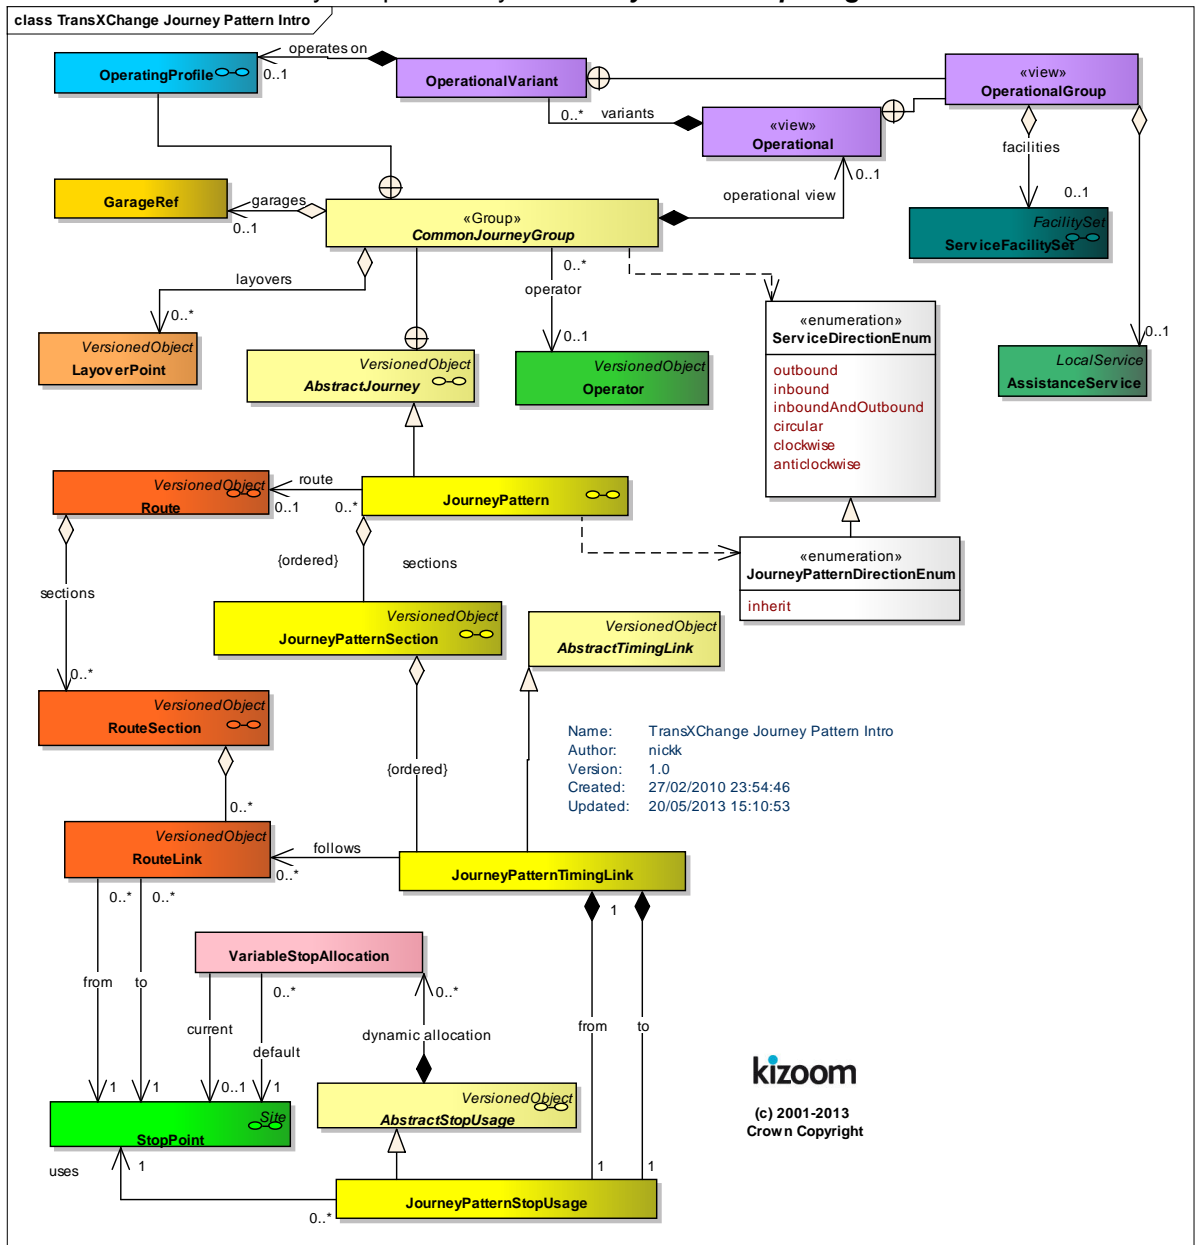 class TransXChange Journey Pattern Intro
operates on
OperatingProfile
0..1
OperationalVariant
«view»
OperationalGroup
0..*
variants
«view»
Operational
facilities
0..1
operational view
0..1
GarageRef
garages
0..1
«Group»
CommonJourneyGroup
FacilitySet
ServiceFacilitySet
layovers
0..*
operator
0..*
0..1
0..1
«enumeration»
ServiceDirectionEnum
outbound
inbound
inboundAndOutbound
circular
clockwise
anticlockwise
VersionedObject
LayoverPoint
VersionedObject
AbstractJourney
VersionedObject
Operator
LocalService
AssistanceService
VersionedObject
Route
route
0..1
0..*
JourneyPattern
{ordered}
sections
«enumeration»
JourneyPatternDirectionEnum
inherit
sections
0..*
VersionedObject
JourneyPatternSection
VersionedObject
AbstractTimingLink
VersionedObject
RouteSection
{ordered}
0..*
Name: TransXChange Journey Pattern Intro
Author: nickk
Version: 1.0
Created: 27/02/2010 23:54:46
Updated: 20/05/2013 15:10:53
VersionedObject
RouteLink
follows
0..*
JourneyPatternTimingLink
0..*
0..*
1
VariableStopAllocation
from
to
0..*
0..*
current
default
dynamic allocation
from
to
1
1
0..1
1
VersionedObject
AbstractStopUsage
kizoom
(c) 2001-2013
Crown Copyright
Site
StopPoint
uses
1
1
1
0..*
JourneyPatternStopUsage